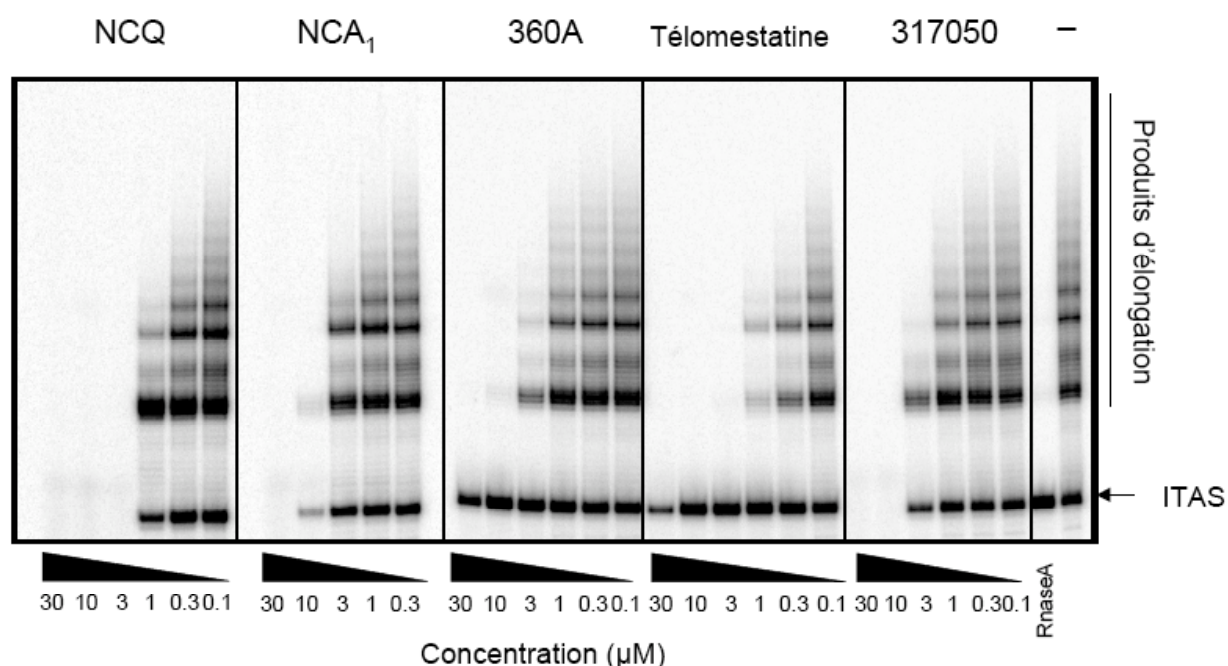 NCQ NCA₁ 360A Télomestatine 317050 –
Produits d'élongation
ITAS
30 10 3 1 0.3 0.1 30 10 3 1 0.3 30 10 3 1 0.3 0.1 30 10 3 1 0.3 0.1 30 10 3 1 0.3 0.1 RnaseA
Concentration (µM)